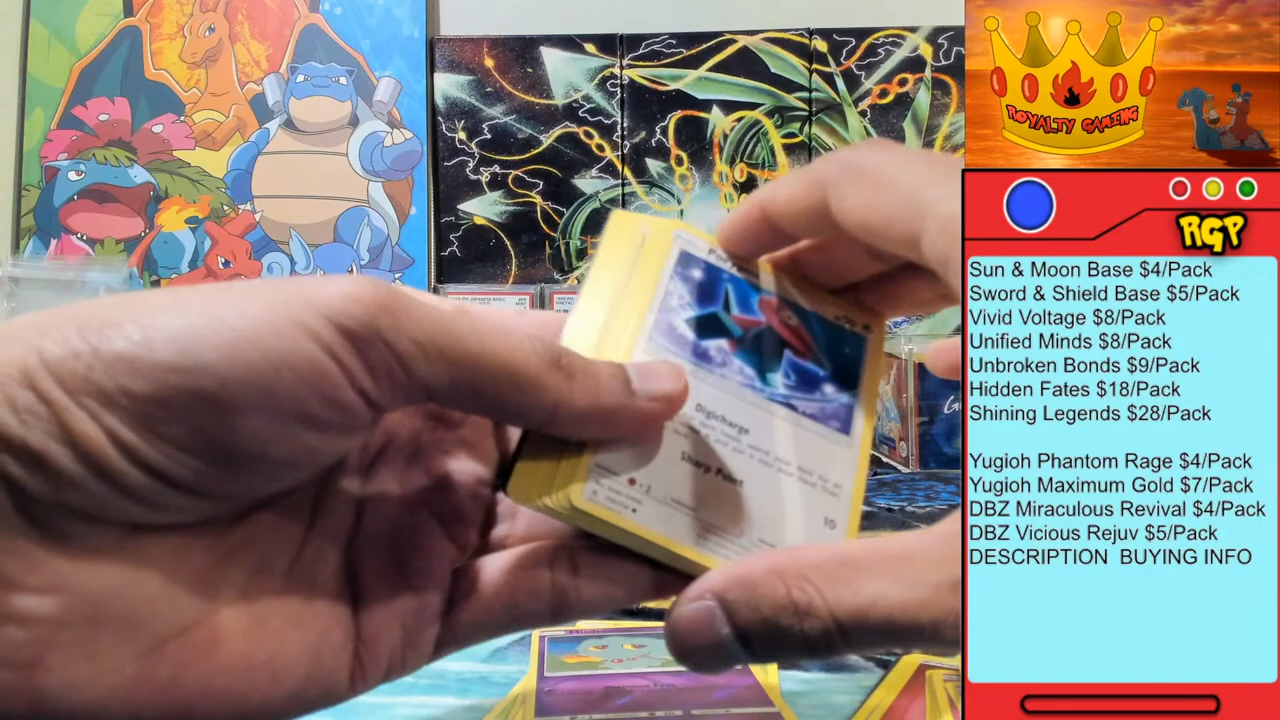 ROYALTY GAMING
RGP
Sun & Moon Base $4/Pack
Sword & Shield Base $5/Pack
Vivid Voltage $8/Pack
Unified Minds $8/Pack
Unbroken Bonds $9/Pack
Hidden Fates $18/Pack
Shining Legends $28/Pack
Yugioh Phantom Rage $4/Pack
Yugioh Maximum Gold $7/Pack
DBZ Miraculous Revival $4/Pack
DBZ Vicious Rejuv $5/Pack
DESCRIPTION BUYING INFO
Digicharge
Sharp Point
10